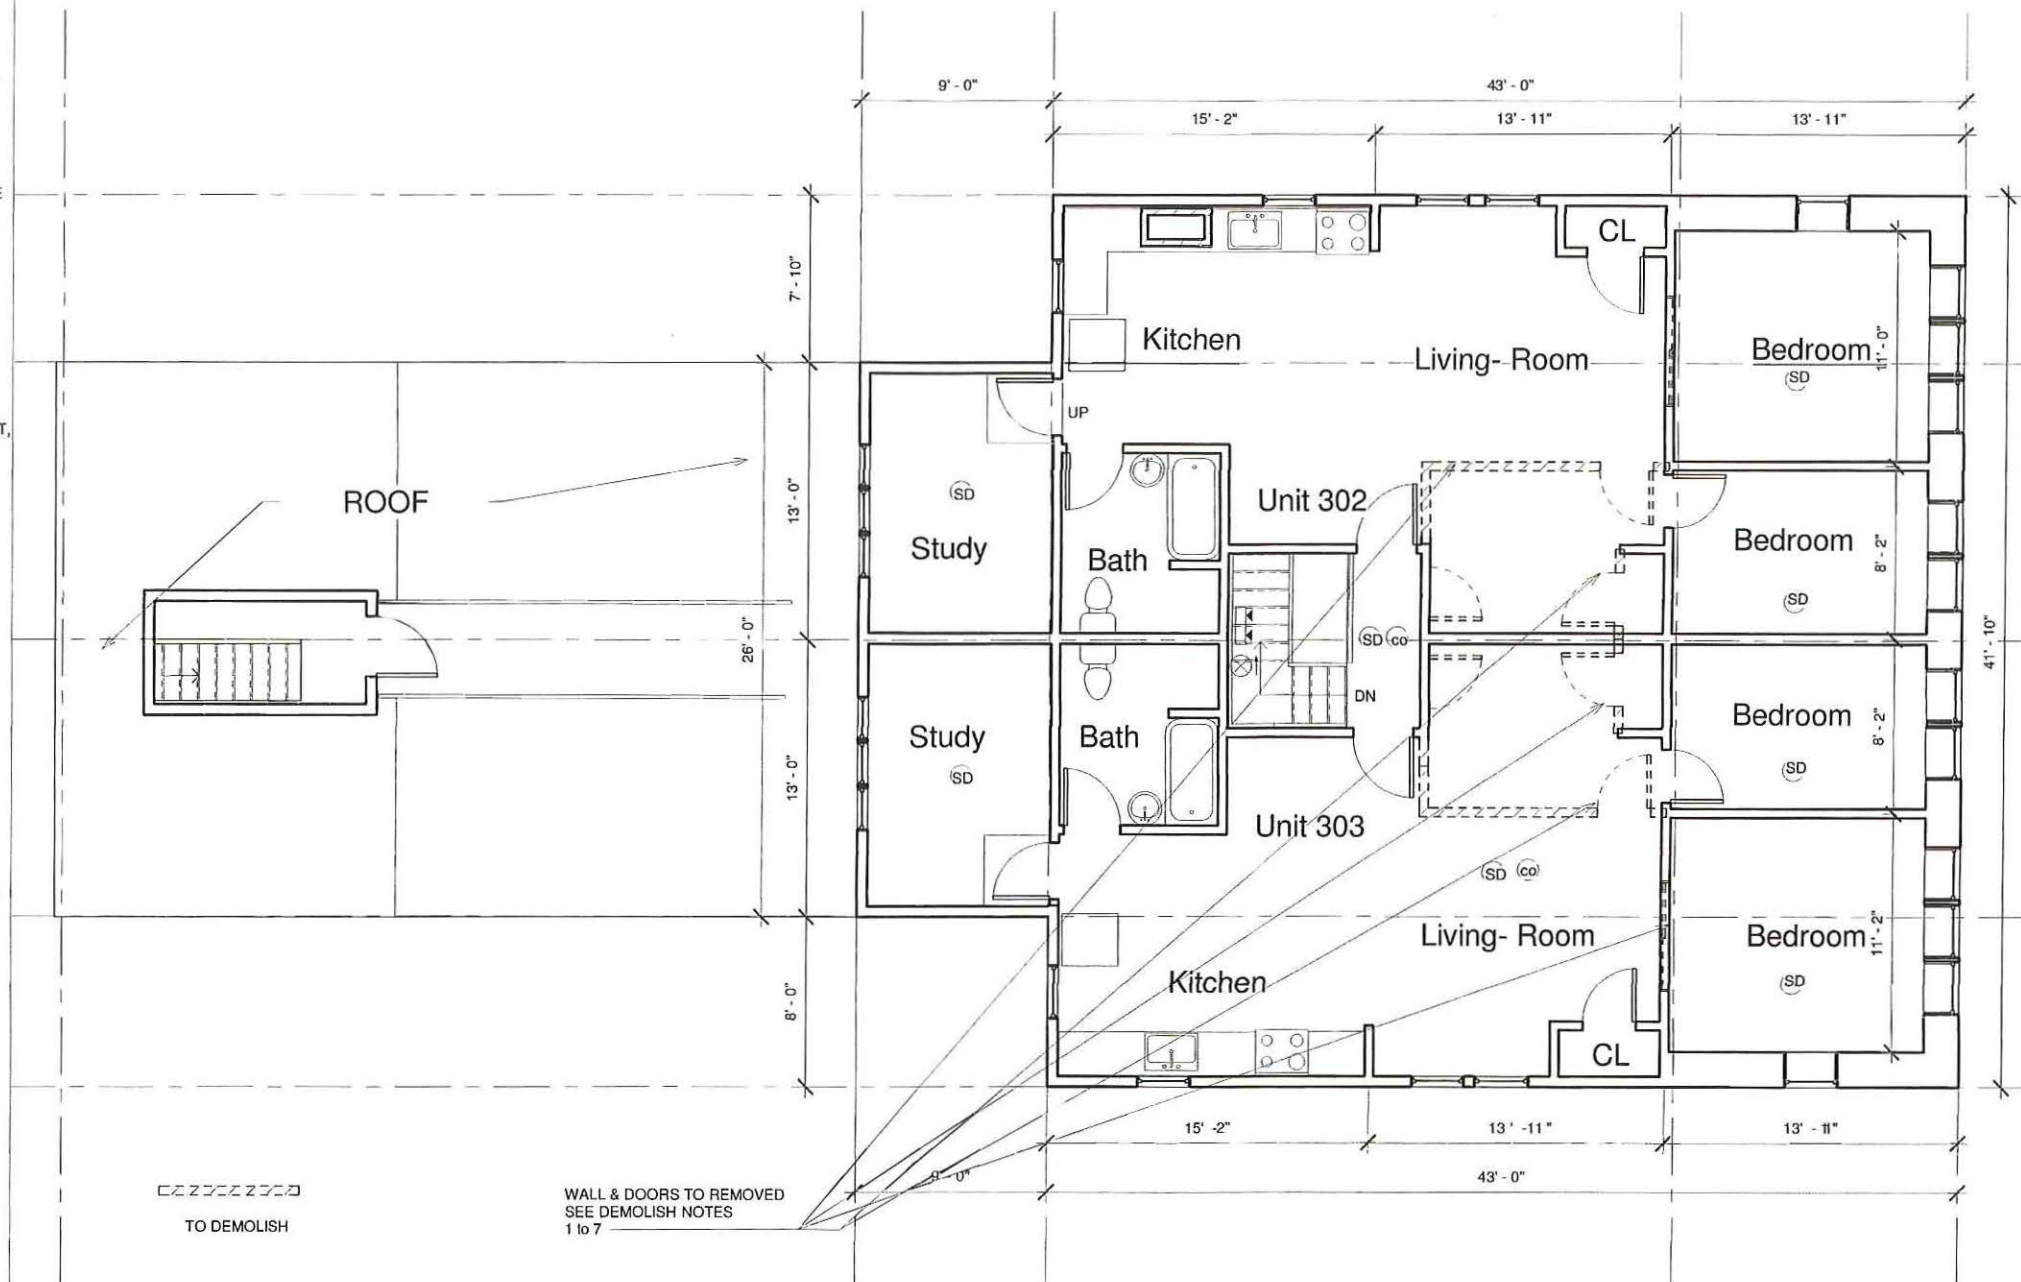 9' - 0"
43' - 0"
15' - 2"
13' - 11"
13' - 11"
CL
7' - 10"
Kitchen
Living- Room
Bedroom
11' - 0"
SD
T,
UP
ROOF
SD
13' - 0"
Unit 302
Study
Bath
Bedroom
8' - 2"
SD
26' - 0"
SD CO
41' - 10"
DN
Study
Bath
Bedroom
8' - 2"
SD
SD
13' - 0"
Unit 303
SD CO
Living- Room
Bedroom
11' - 2"
Kitchen
SD
8' - 0"
CL
15' -2"
13 ' -11"
13' - 11"
9' - 0"
43' - 0"
WALL & DOORS TO REMOVED
SEE DEMOLISH NOTES
1 to 7
TO DEMOLISH